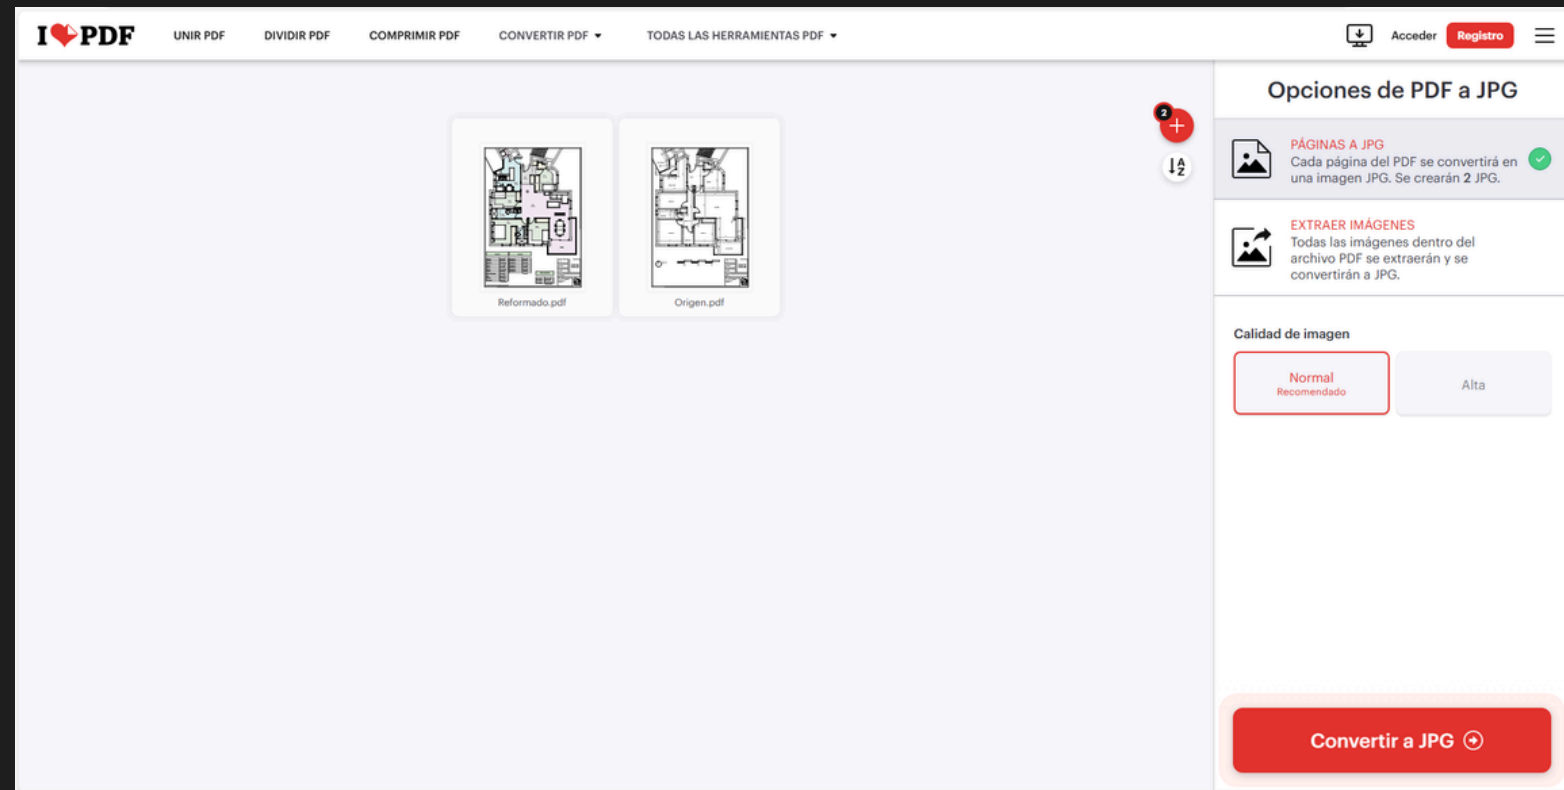 I PDF
UNIR PDF
DIVIDIR PDF
COMPRIMIR PDF
CONVERTIR PDF
TODAS LAS HERRAMIENTAS PDF
Acceder
Registro
Reformado.pdf
Origen.pdf
2
Opciones de PDF a JPG
PÁGINAS A JPG
Cada página del PDF se convertirá en
una imagen JPG. Se crearán 2 JPG.
EXTRAER IMÁGENES
Todas las imágenes dentro del
archivo PDF se extraerán y se
convertirán a JPG.
Calidad de imagen
Normal
Recomendado
Alta
Convertir a JPG